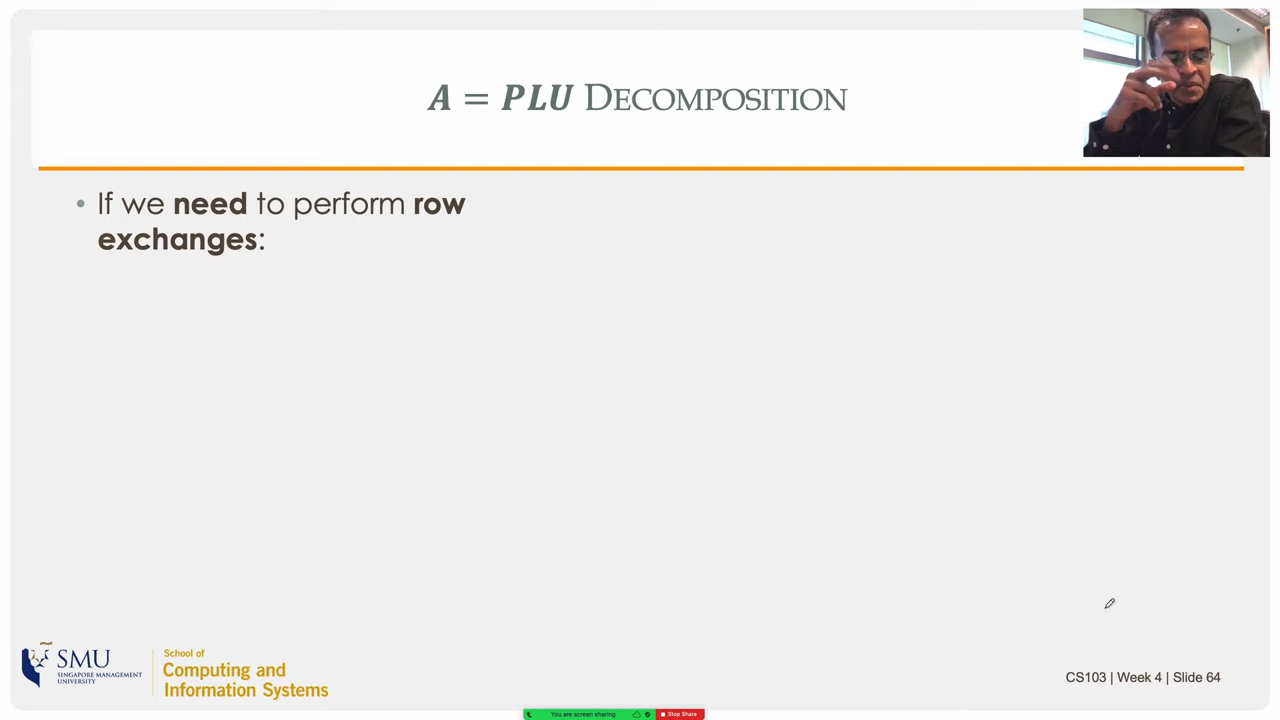 A = PLU DECOMPOSITION
• If we need to perform row
exchanges:
SMU
SINGAPORE MANAGEMENT
UNIVERSITY
School of
Computing and
Information Systems
CS103 | Week 4 | Slide 64
You are screen sharing
Stop Share